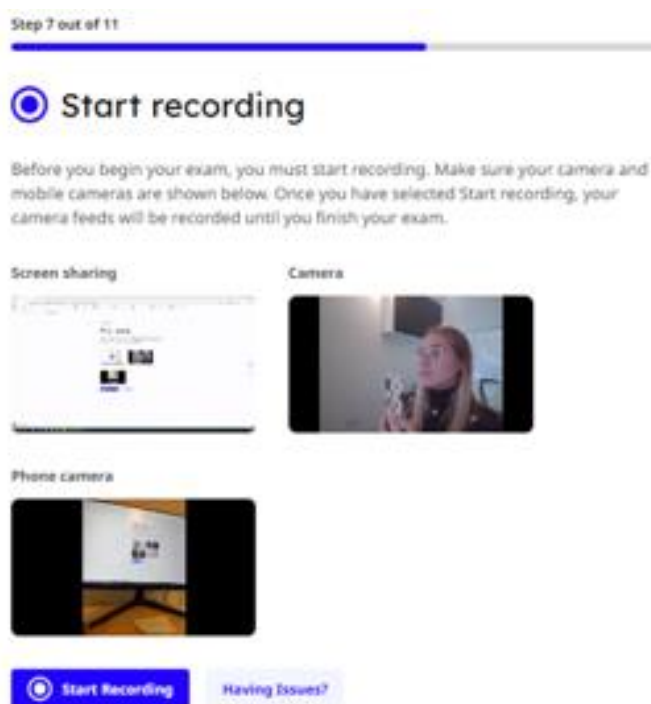 Step 7 out of 11
Start recording
Before you begin your exam, you must start recording. Make sure your camera and
mobile cameras are shown below. Once you have selected Start recording, your
camera feeds will be recorded until you finish your exam.
Screen sharing
Camera
Phone camera
Start Recording
Having Issues?